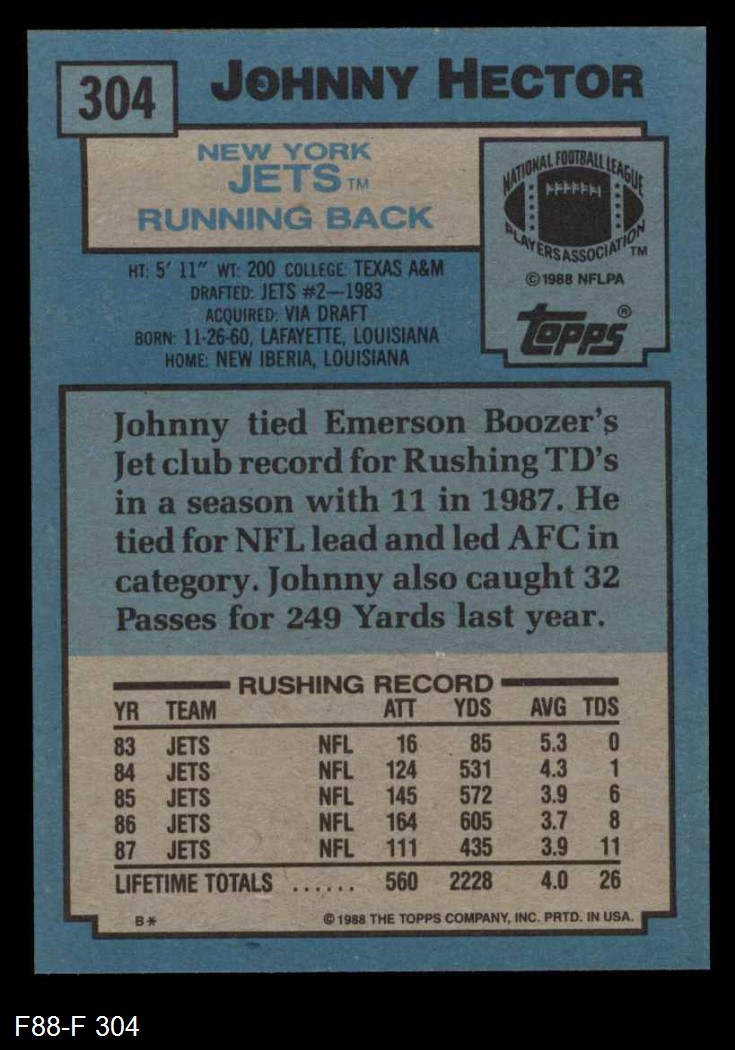 304
JOHNNY HECTOR
NEW YORK
JETS TM
RUNNING BACK
NATIONAL FOOTBALL LEAGUE
PLAYERS ASSOCIATION TM
© 1988 NFLPA
topps®
HT: 5' 11" WT: 200 COLLEGE: TEXAS A&M
DRAFTED: JETS #2—1983
ACQUIRED: VIA DRAFT
BORN: 11-26-60, LAFAYETTE, LOUISIANA
HOME: NEW IBERIA, LOUISIANA
Johnny tied Emerson Boozer's
Jet club record for Rushing TD's
in a season with 11 in 1987. He
tied for NFL lead and led AFC in
category. Johnny also caught 32
Passes for 249 Yards last year.
RUSHING RECORD
YR TEAM ATT YDS AVG TDS
83 JETS NFL 16 85 5.3 0
84 JETS NFL 124 531 4.3 1
85 JETS NFL 145 572 3.9 6
86 JETS NFL 164 605 3.7 8
87 JETS NFL 111 435 3.9 11
LIFETIME TOTALS ...... 560 2228 4.0 26
B* © 1988 THE TOPPS COMPANY, INC. PRTD. IN USA.
F88-F 304